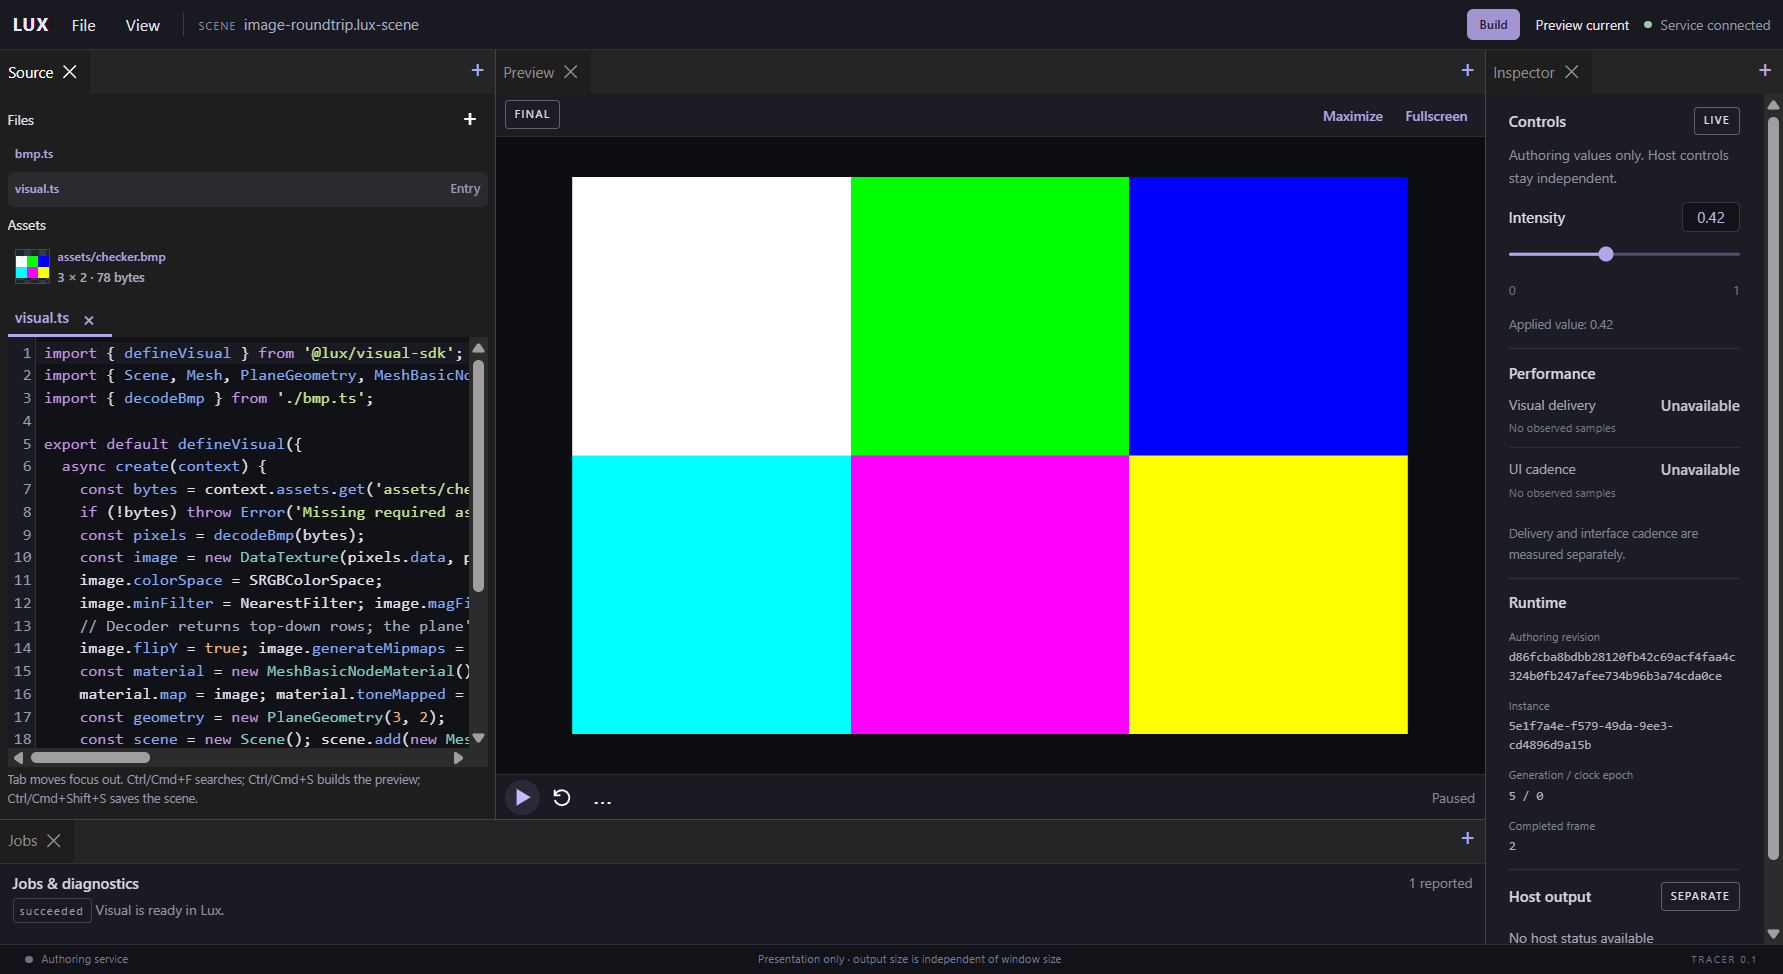 LUX File View SCENE image-roundtrip.lux-scene Build Preview current Service connected
Source
Files
bmp.ts
visual.ts Entry
Assets
assets/checker.bmp
3 × 2 · 78 bytes
visual.ts
1 import { defineVisual } from '@lux/visual-sdk';
2 import { Scene, Mesh, PlaneGeometry, MeshBasicNo
3 import { decodeBmp } from './bmp.ts';
4
5 export default defineVisual({
6 async create(context) {
7 const bytes = context.assets.get('assets/che
8 if (!bytes) throw Error('Missing required as
9 const pixels = decodeBmp(bytes);
10 const image = new DataTexture(pixels.data, p
11 image.colorSpace = SRGBColorSpace;
12 image.minFilter = NearestFilter; image.magFi
13 // Decoder returns top-down rows; the plane'
14 image.flipY = true; image.generateMipmaps =
15 const material = new MeshBasicNodeMaterial()
16 material.map = image; material.toneMapped =
17 const geometry = new PlaneGeometry(3, 2);
18 const scene = new Scene(); scene.add(new Mes
Tab moves focus out. Ctrl/Cmd+F searches; Ctrl/Cmd+S builds the preview;
Ctrl/Cmd+Shift+S saves the scene.
Preview
FINAL Maximize Fullscreen
... Paused
Inspector
Controls LIVE
Authoring values only. Host controls
stay independent.
Intensity 0.42
0 1
Applied value: 0.42
Performance
Visual delivery Unavailable
No observed samples
UI cadence Unavailable
No observed samples
Delivery and interface cadence are
measured separately.
Runtime
Authoring revision
d86fcba8bdbb28120fb42c69acf4faa4c
324b0fb247afee734b96b3a74cda0ce
Instance
5e1f7a4e-f579-49da-9ee3-
cd4896d9a15b
Generation / clock epoch
5 / 0
Completed frame
2
Host output SEPARATE
No host status available
Jobs
Jobs & diagnostics 1 reported
succeeded Visual is ready in Lux.
Authoring service Presentation only · output size is independent of window size TRACER 0.1